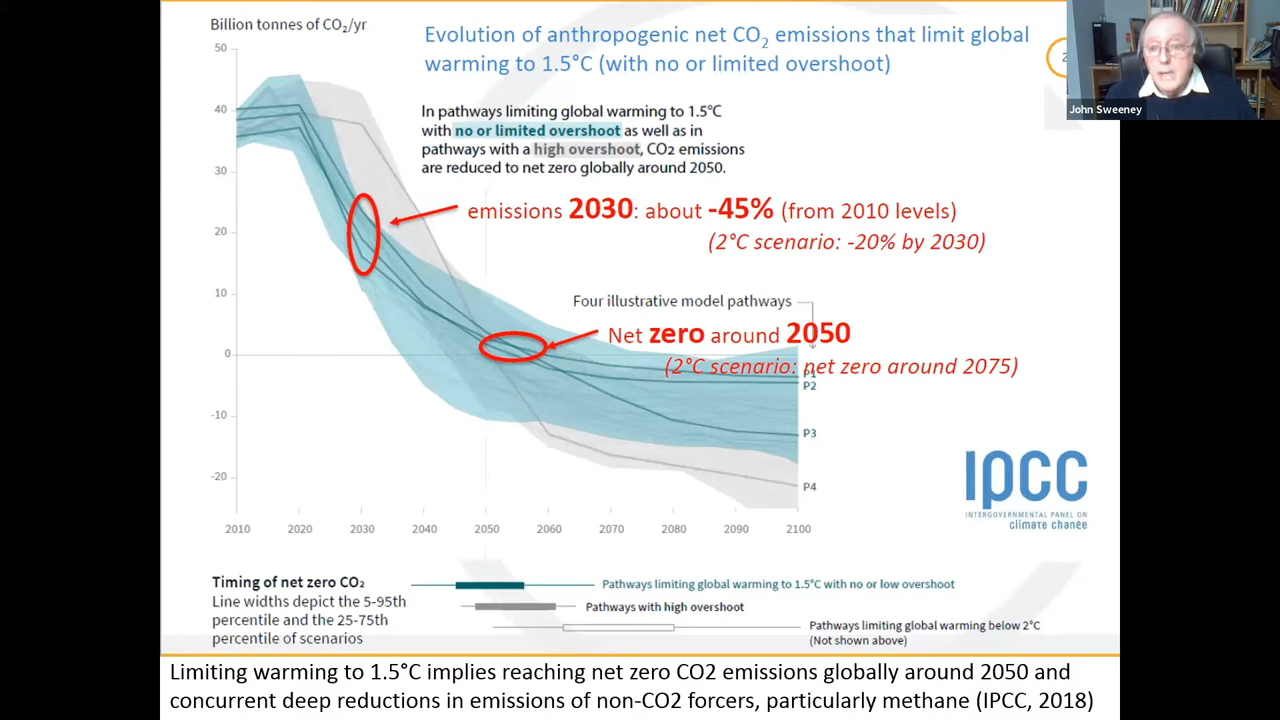 Billion tonnes of CO₂/yr
Evolution of anthropogenic net CO₂ emissions that limit global
warming to 1.5°C (with no or limited overshoot)
John Sweeney
In pathways limiting global warming to 1.5°C
with no or limited overshoot as well as in
pathways with a high overshoot, CO2 emissions
are reduced to net zero globally around 2050.
emissions 2030: about -45% (from 2010 levels)
(2°C scenario: -20% by 2030)
Four illustrative model pathways
Net zero around 2050
(2°C scenario: net zero around 2075)
50
40
30
20
10
0
-10
-20
P1
P2
P3
P4
2010 2020 2030 2040 2050 2060 2070 2080 2090 2100
ipcc
INTERGOVERNMENTAL PANEL ON
climate change
Timing of net zero CO2
Line widths depict the 5-95th
percentile and the 25-75th
percentile of scenarios
Pathways limiting global warming to 1.5°C with no or low overshoot
Pathways with high overshoot
Pathways limiting global warming below 2°C
(Not shown above)
Limiting warming to 1.5°C implies reaching net zero CO2 emissions globally around 2050 and
concurrent deep reductions in emissions of non-CO2 forcers, particularly methane (IPCC, 2018)